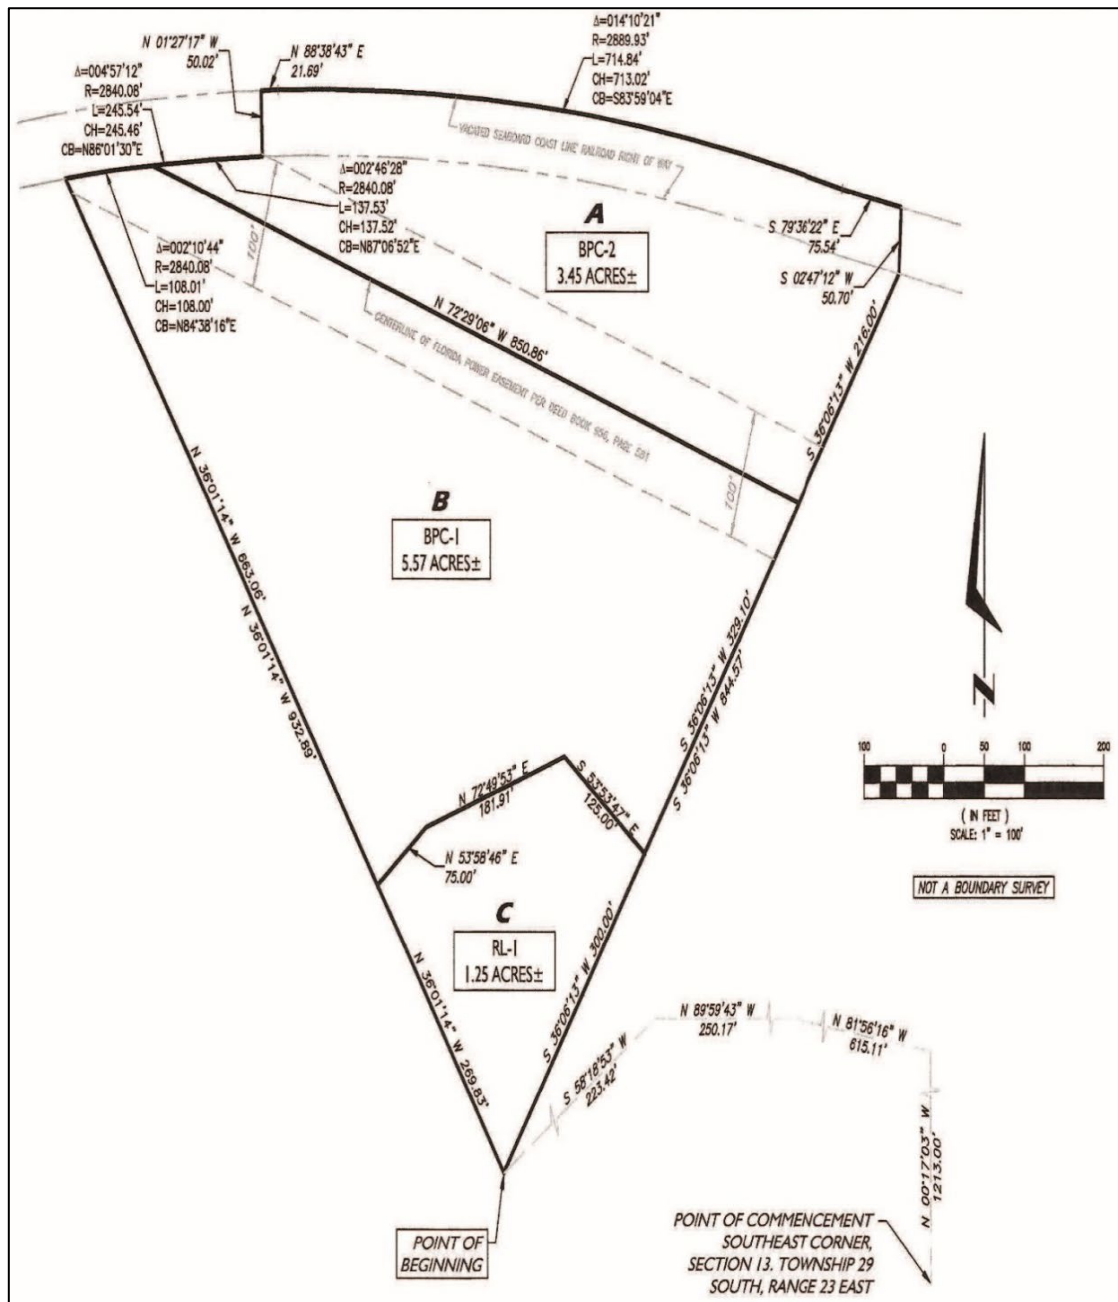 N 01°27'17" W
50.02'
N 88°38'43" E
21.69'
Δ=014°10'21"
R=2889.93'
L=714.84'
CH=713.02'
CB=S83°59'04"E
Δ=004°57'12"
R=2840.08'
L=245.54'
CH=245.46'
CB=N86°01'30"E
VACATED SEABOARD COAST LINE RAILROAD RIGHT OF WAY
Δ=002°46'28"
R=2840.08'
L=137.53'
CH=137.52'
CB=N87°06'52"E
A
BPC-2
3.45 ACRES±
S 79°36'22" E
75.54'
S 02°47'12" W
50.70'
100'
Δ=002°10'44"
R=2840.08'
L=108.01'
CH=108.00'
CB=N84°38'16"E
N 72°29'06" W 850.86'
CENTERLINE OF FLORIDA POWER EASEMENT PER DEED BOOK 956, PAGE
S 36°06'13" W 216.00'
100'
B
BPC-1
5.57 ACRES±
N 36°01'14" W 663.06'
N 36°01'14" W 932.89'
S 36°06'13" W 329.10'
S 36°06'13" W 844.57'
N
100 0 50 100 200
( IN FEET )
SCALE: 1" = 100'
NOT A BOUNDARY SURVEY
N 72°49'53" E
181.91'
S 53°53'47" E
125.00'
N 53°58'46" E
75.00'
C
RL-1
1.25 ACRES±
N 36°01'14" W 269.83'
S 36°06'13" W 300.00'
S 58°18'53" W
223.42'
N 89°59'43" W
250.17'
N 81°56'16" W
615.11'
N 00°17'03" W
1213.00'
POINT OF
BEGINNING
POINT OF COMMENCEMENT
SOUTHEAST CORNER,
SECTION 13. TOWNSHIP 29
SOUTH, RANGE 23 EAST